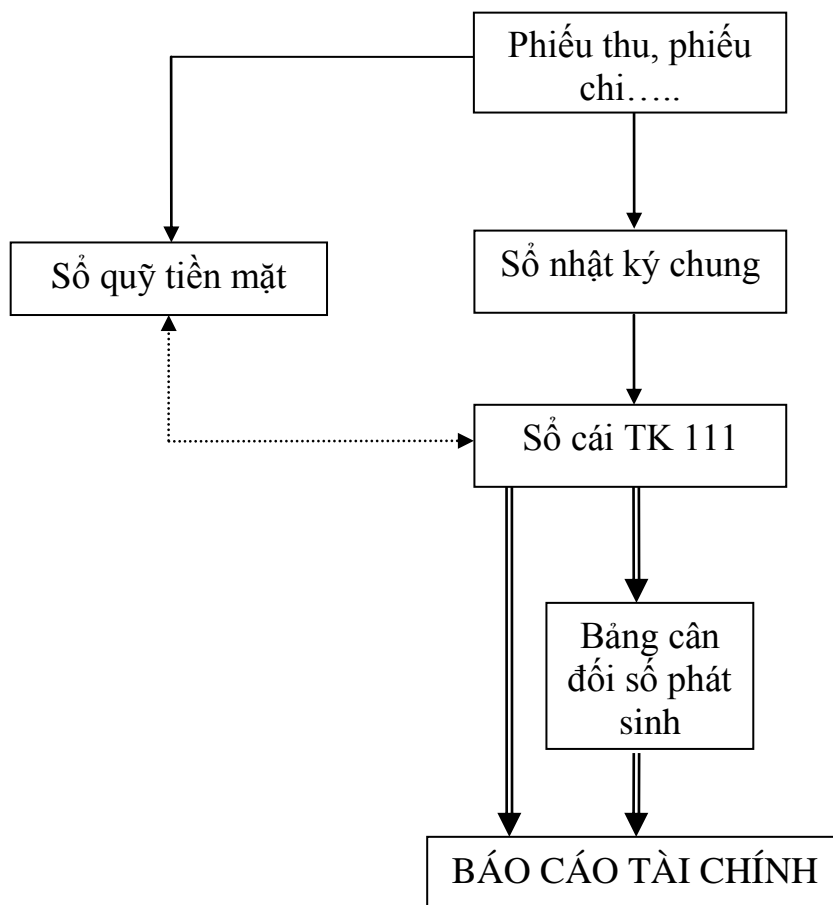 Phiếu thu, phiếu
chi…..
Sổ quỹ tiền mặt
Sổ nhật ký chung
Sổ cái TK 111
Bảng cân
đối số phát
sinh
BÁO CÁO TÀI CHÍNH